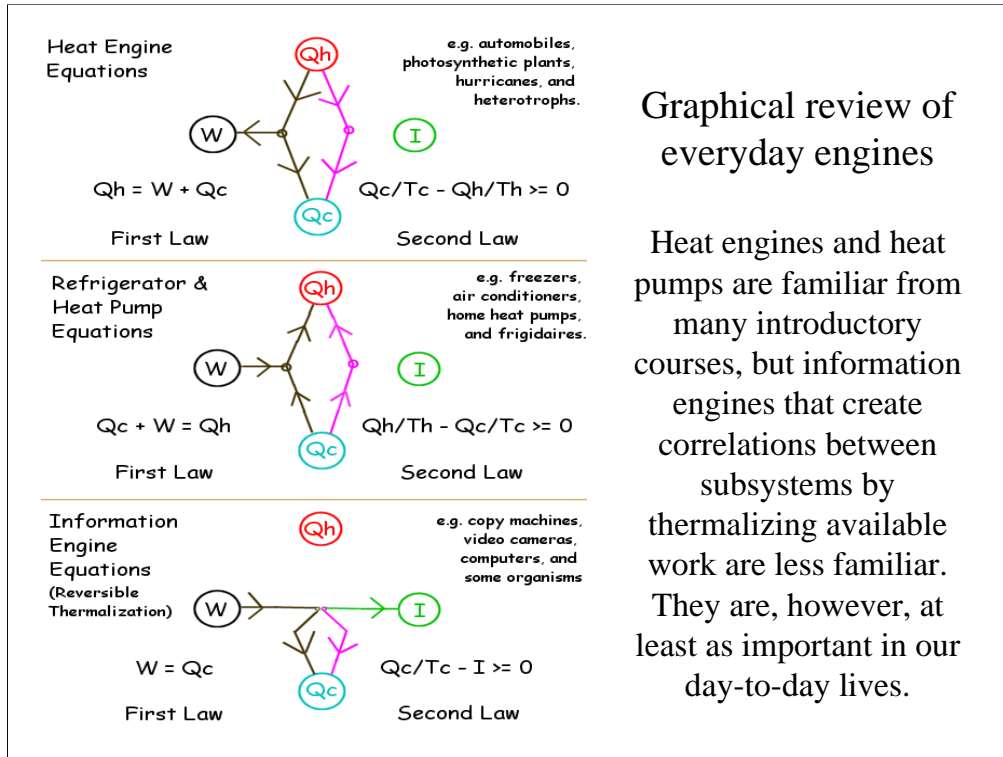 Heat Engine
Equations
Qh
e.g. automobiles,
photosynthetic plants,
hurricanes, and
heterotrophs.
W
I
Qh = W + Qc
Qc
Qc/Tc - Qh/Th >= 0
First Law
Second Law
Refrigerator &
Heat Pump
Equations
Qh
e.g. freezers,
air conditioners,
home heat pumps,
and frigidaires.
W
I
Qc + W = Qh
Qc
Qh/Th - Qc/Tc >= 0
First Law
Second Law
Information
Engine
Equations
(Reversible
Thermalization)
Qh
e.g. copy machines,
video cameras,
computers, and
some organisms
W
I
W = Qc
Qc
Qc/Tc - I >= 0
First Law
Second Law
Graphical review of
everyday engines
Heat engines and heat
pumps are familiar from
many introductory
courses, but information
engines that create
correlations between
subsystems by
thermalizing available
work are less familiar.
They are, however, at
least as important in our
day-to-day lives.